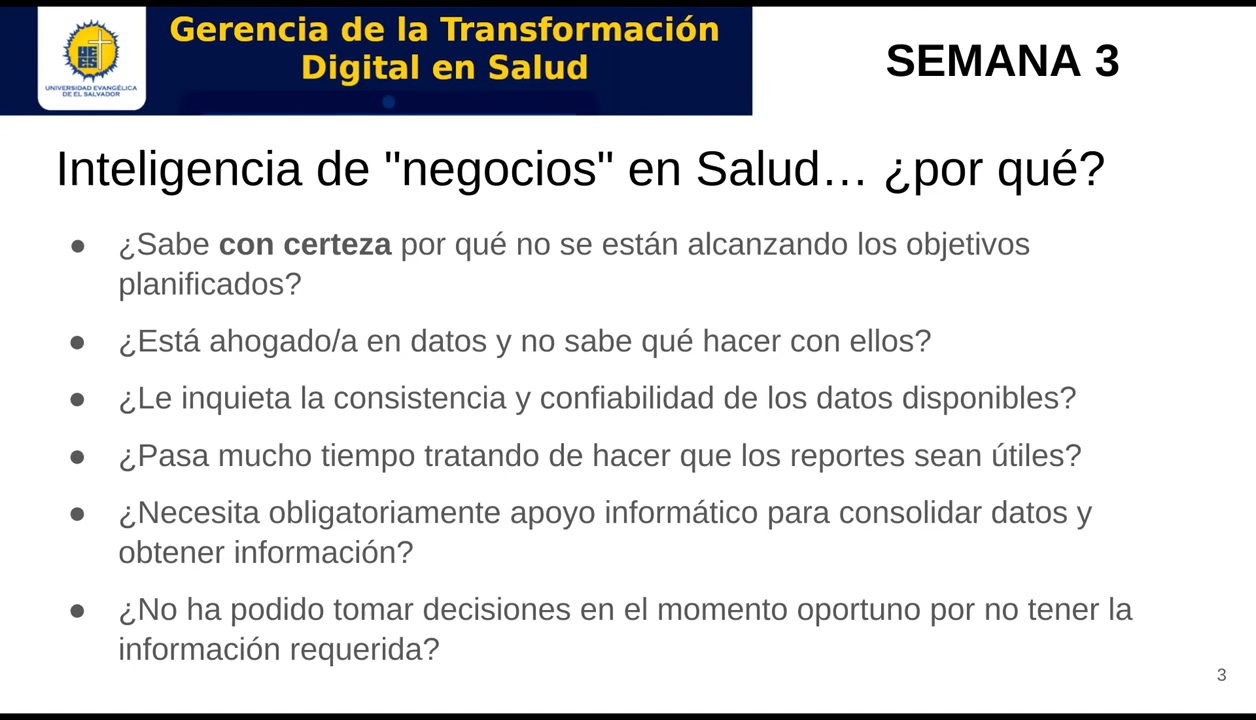 Gerencia de la Transformación
Digital en Salud
UEES
UNIVERSIDAD EVANGÉLICA
DE EL SALVADOR
SEMANA 3
Inteligencia de "negocios" en Salud… ¿por qué?
● ¿Sabe con certeza por qué no se están alcanzando los objetivos
planificados?
● ¿Está ahogado/a en datos y no sabe qué hacer con ellos?
● ¿Le inquieta la consistencia y confiabilidad de los datos disponibles?
● ¿Pasa mucho tiempo tratando de hacer que los reportes sean útiles?
● ¿Necesita obligatoriamente apoyo informático para consolidar datos y
obtener información?
● ¿No ha podido tomar decisiones en el momento oportuno por no tener la
información requerida?
3